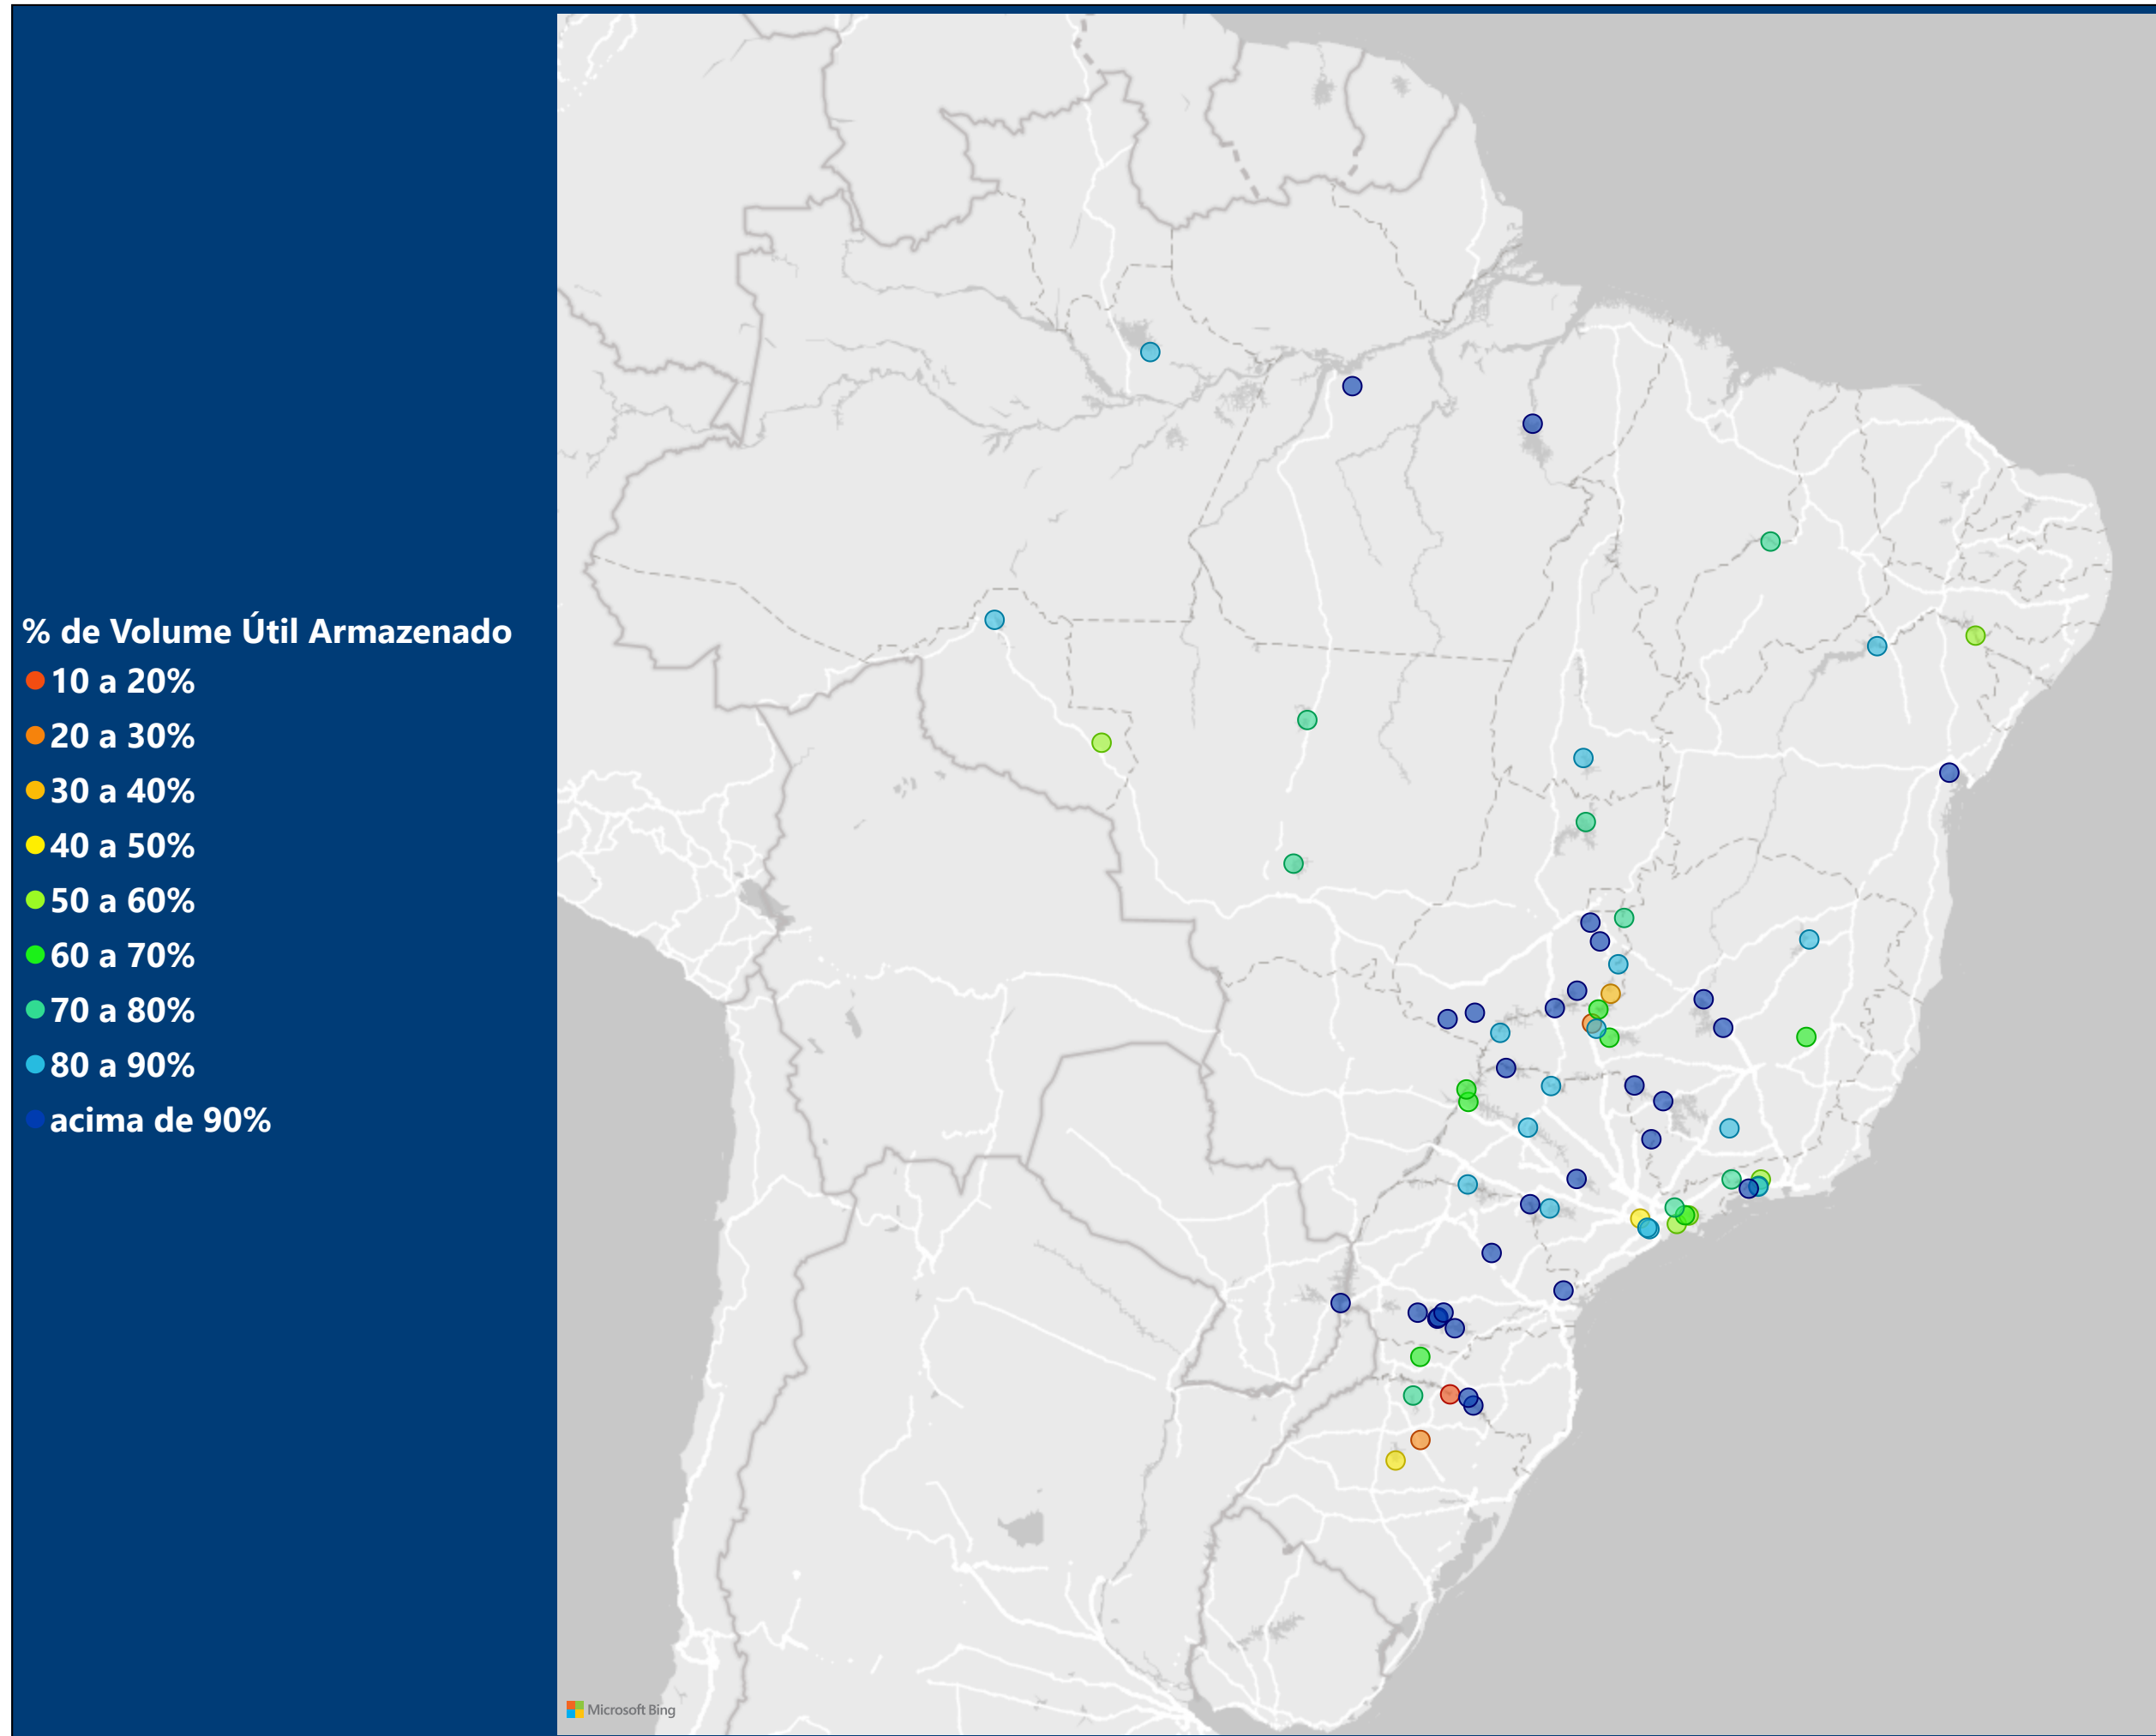 % de Volume Útil Armazenado
10 a 20%
20 a 30%
30 a 40%
40 a 50%
50 a 60%
60 a 70%
70 a 80%
80 a 90%
acima de 90%
Microsoft Bing